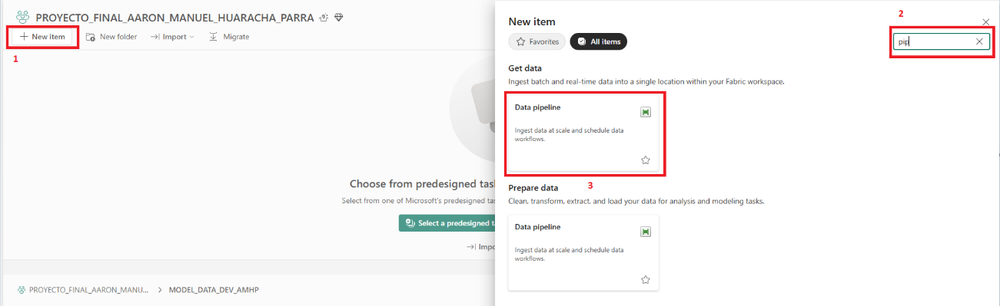 PROYECTO_FINAL_AARON_MANUEL_HUARACHA_PARRA
New item
New folder
Import
Migrate
1
Choose from predesigned tas
Select from one of Microsoft's predesigned tas
Select a predesigned t
Impo
PROYECTO_FINAL_AARON_MANU...
MODEL_DATA_DEV_AMHP
New item
2
Favorites
All items
pip
Get data
Ingest batch and real-time data into a single location within your Fabric workspace.
Data pipeline
Ingest data at scale and schedule data
workflows.
3
Prepare data
Clean, transform, extract, and load your data for analysis and modeling tasks.
Data pipeline
Ingest data at scale and schedule data
workflows.